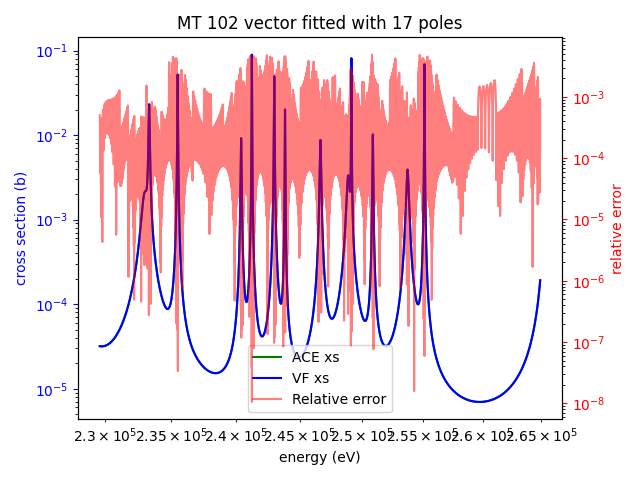 MT 102 vector fitted with 17 poles
10⁻¹
10⁻²
10⁻³
10⁻⁴
10⁻⁵
cross section (b)
10⁻³
10⁻⁴
10⁻⁵
10⁻⁶
10⁻⁷
10⁻⁸
relative error
ACE xs
VF xs
Relative error
2.3 × 10⁵ 2.35 × 10⁵ 2.4 × 10⁵ 2.45 × 10⁵ 2.5 × 10⁵ 2.55 × 10⁵ 2.6 × 10⁵ 2.65 × 10⁵
energy (eV)